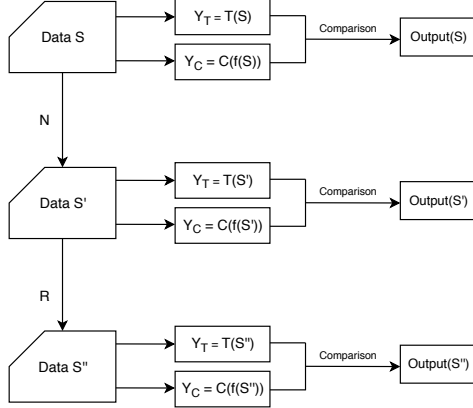 Data S
Y_T = T(S)
Y_C = C(f(S))
Comparison
Output(S)
N
Data S'
Y_T = T(S')
Y_C = C(f(S'))
Comparison
Output(S')
R
Data S"
Y_T = T(S")
Y_C = C(f(S"))
Comparison
Output(S")